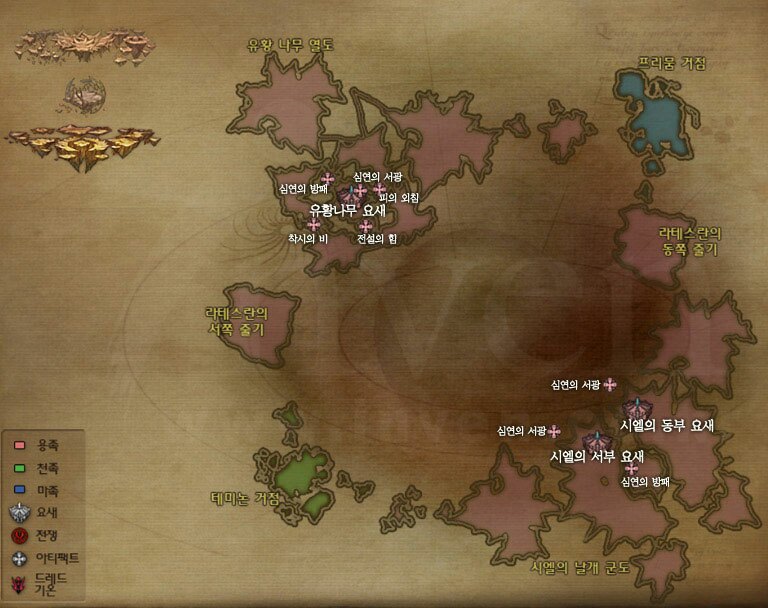 유황 나무 열도
프리뭄 거점
심연의 방패
심연의 서광
피의 외침
유황나무 요새
착시의 비
전설의 힘
라테스란의
동쪽 줄기
라테스란의
서쪽 줄기
심연의 서광
시엘의 동부 요새
심연의 서광
시엘의 서부 요새
심연의 방패
테미논 거점
시엘의 날개 군도
용족
천족
마족
요새
전쟁
아티팩트
드레드
기온